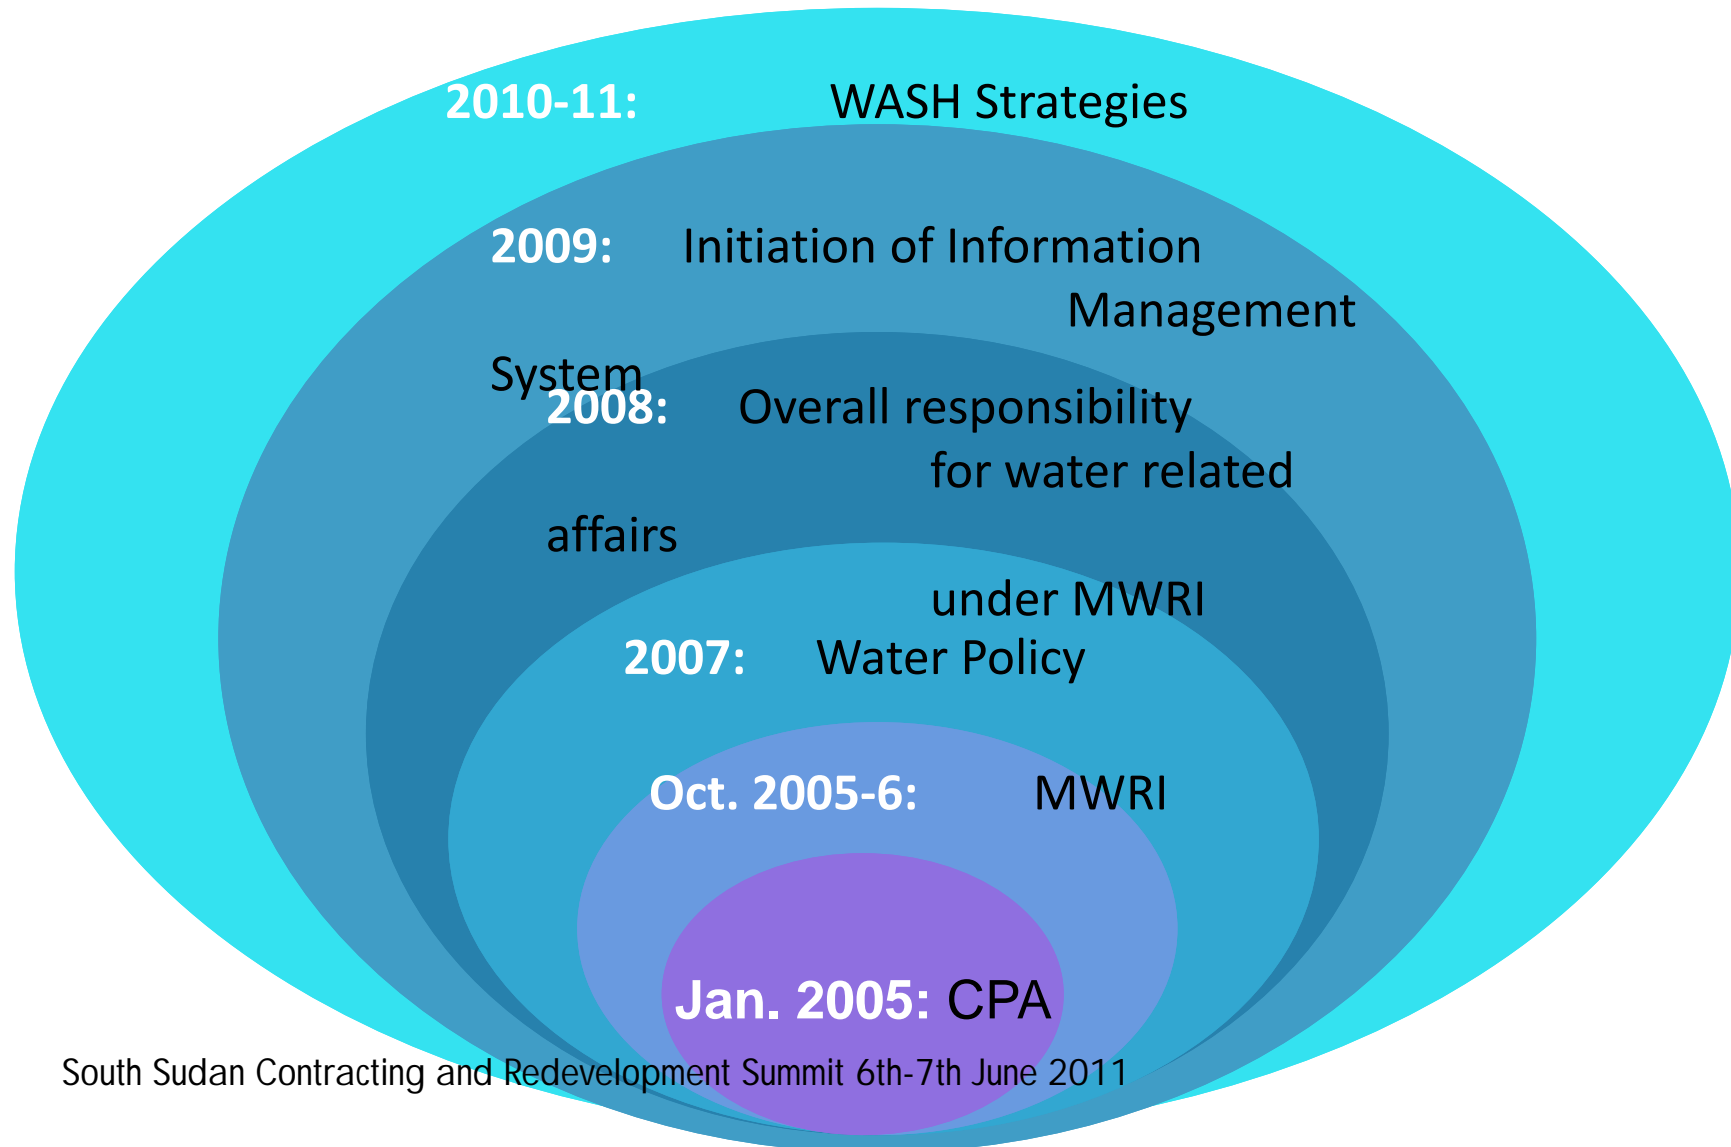 2010-11: WASH Strategies
2009: Initiation of Information
Management
System
2008: Overall responsibility
for water related
affairs
under MWRI
2007: Water Policy
Oct. 2005-6: MWRI
Jan. 2005: CPA
South Sudan Contracting and Redevelopment Summit 6th-7th June 2011